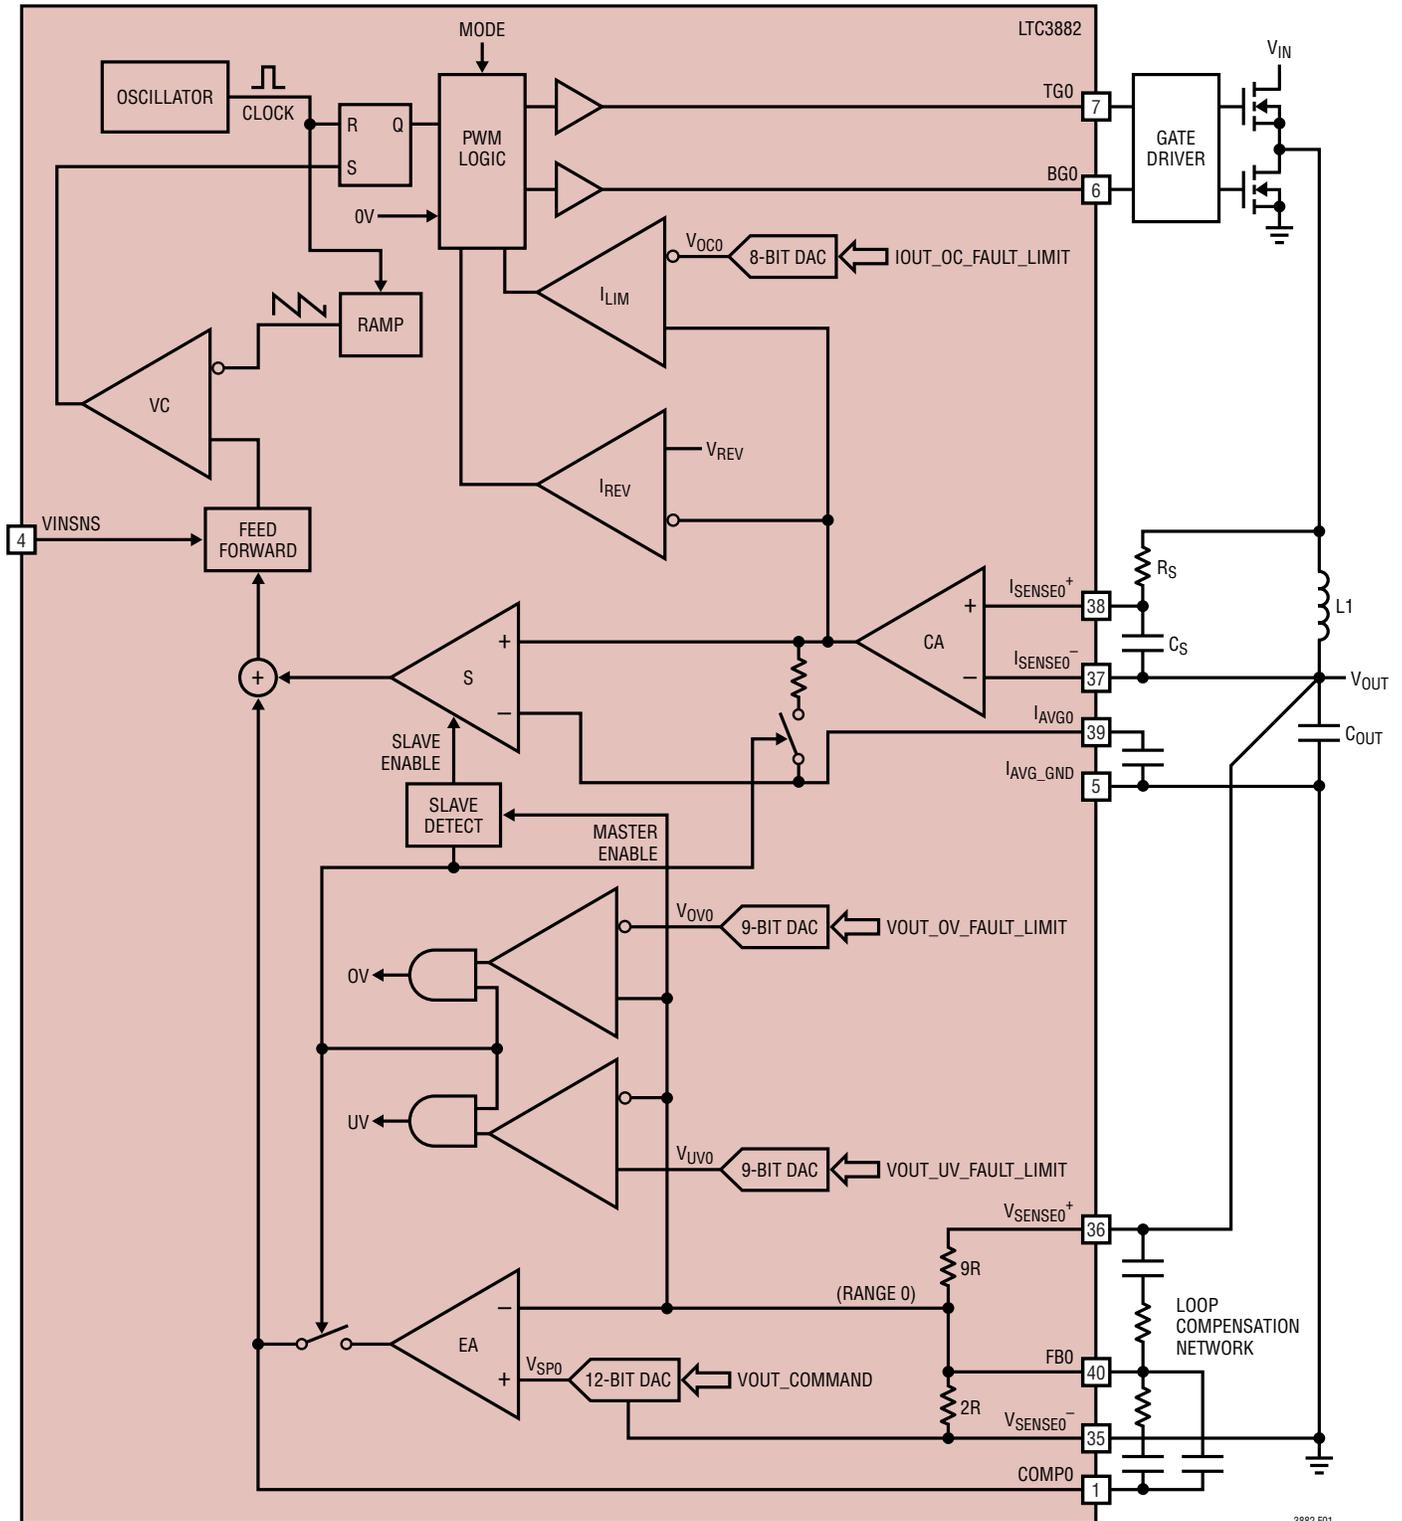 MODE
LTC3882
OSCILLATOR
CLOCK
R
Q
S
PWM
LOGIC
0V
TG0
7
BG0
6
GATE
DRIVER
VIN
VOC0
8-BIT DAC
IOUT_OC_FAULT_LIMIT
ILIM
RAMP
VC
VREV
IREV
4
VINSNS
FEED
FORWARD
ISENSE0+
38
RS
L1
CA
+
–
ISENSE0–
37
CS
VOUT
S
+
–
+
IAVG0
39
COUT
IAVG_GND
5
SLAVE
ENABLE
SLAVE
DETECT
MASTER
ENABLE
VOV0
9-BIT DAC
VOUT_OV_FAULT_LIMIT
OV
UV
VUV0
9-BIT DAC
VOUT_UV_FAULT_LIMIT
VSENSE0+
36
9R
(RANGE 0)
LOOP
COMPENSATION
NETWORK
EA
–
+
VSP0
12-BIT DAC
VOUT_COMMAND
FB0
40
2R
VSENSE0–
35
COMP0
1